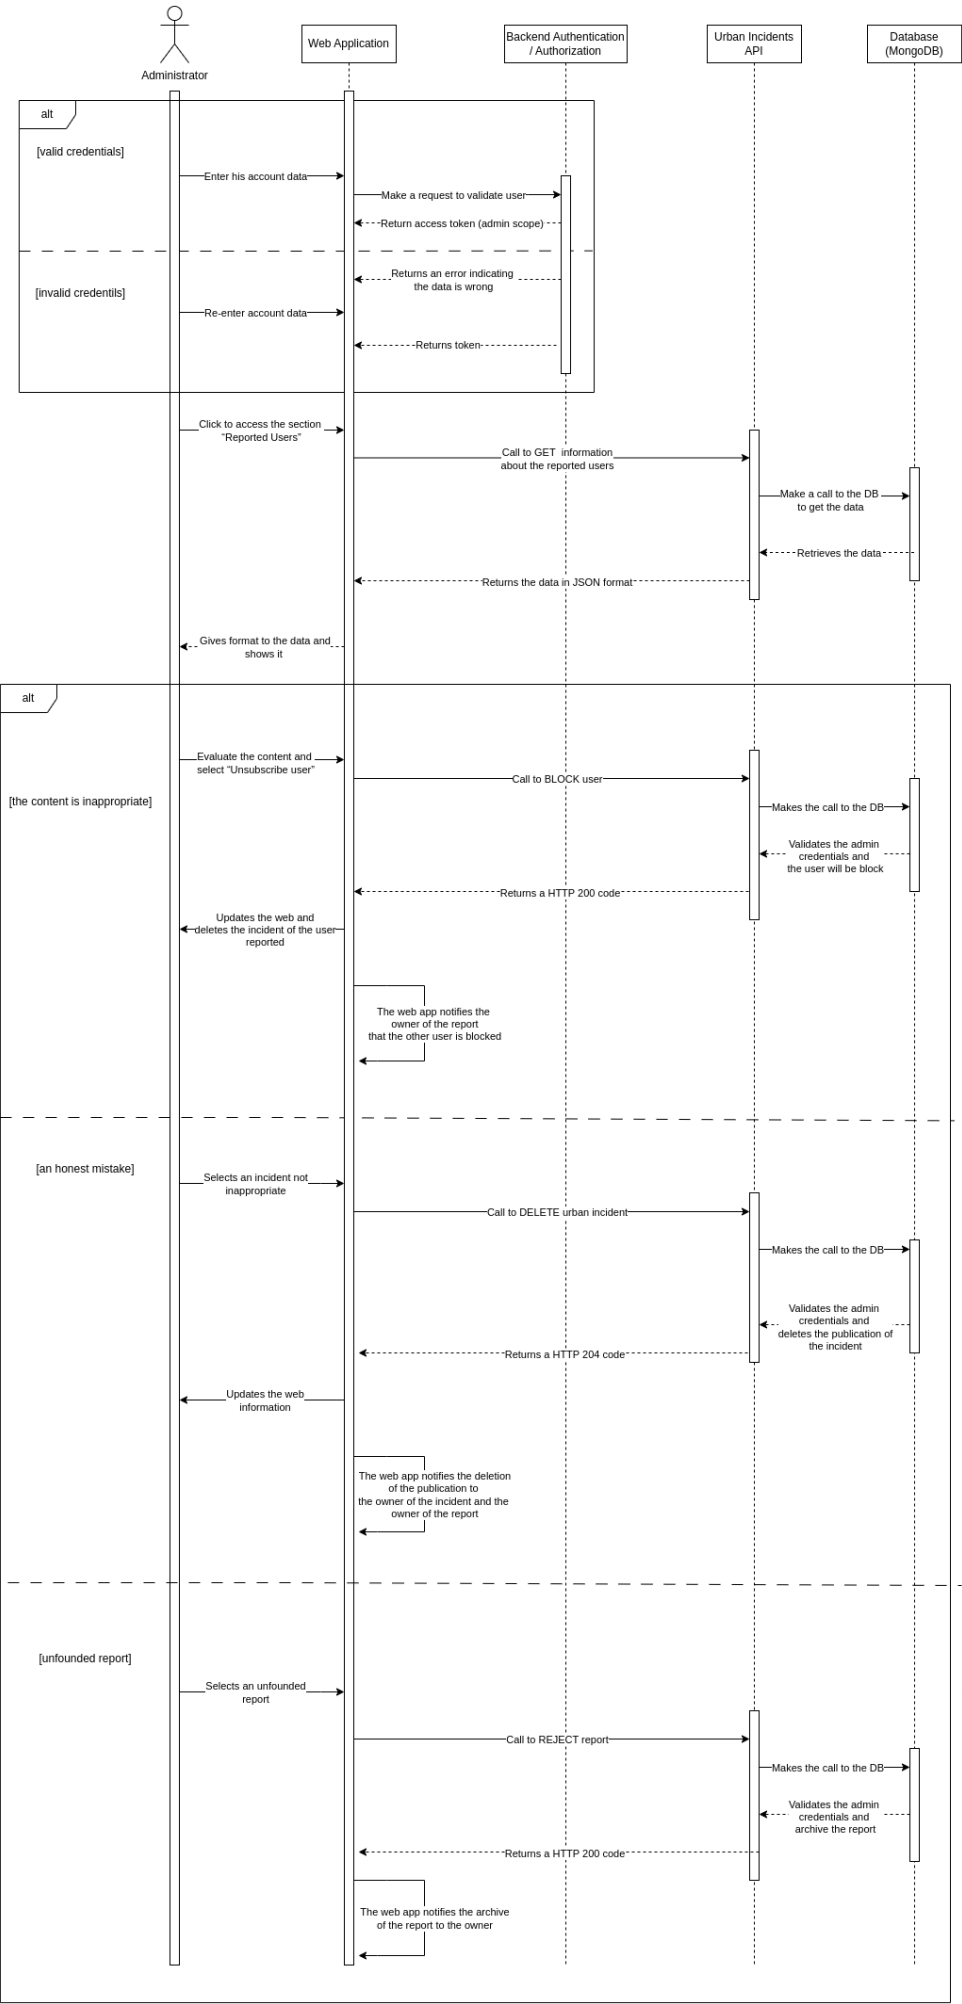 Administrator
Web Application
Backend Authentication
/ Authorization
Urban Incidents
API
Database
(MongoDB)
alt
[valid credentials]
Enter his account data
Make a request to validate user
Return access token (admin scope)
[invalid credentils]
Returns an error indicating
the data is wrong
Re-enter account data
Returns token
Click to access the section
“Reported Users”
Call to GET  information
about the reported users
Make a call to the DB
to get the data
Retrieves the data
Returns the data in JSON format
Gives format to the data and
shows it
alt
Evaluate the content and
select “Unsubscribe user”
Call to BLOCK user
[the content is inappropriate]
Makes the call to the DB
Validates the admin
credentials and
the user will be block
Returns a HTTP 200 code
Updates the web and
deletes the incident of the user
reported
The web app notifies the
owner of the report
that the other user is blocked
[an honest mistake]
Selects an incident not
inappropriate
Call to DELETE urban incident
Makes the call to the DB
Validates the admin
credentials and
deletes the publication of
the incident
Returns a HTTP 204 code
Updates the web
information
The web app notifies the deletion
of the publication to
the owner of the incident and the
owner of the report
[unfounded report]
Selects an unfounded
report
Call to REJECT report
Makes the call to the DB
Validates the admin
credentials and
archive the report
Returns a HTTP 200 code
The web app notifies the archive
of the report to the owner